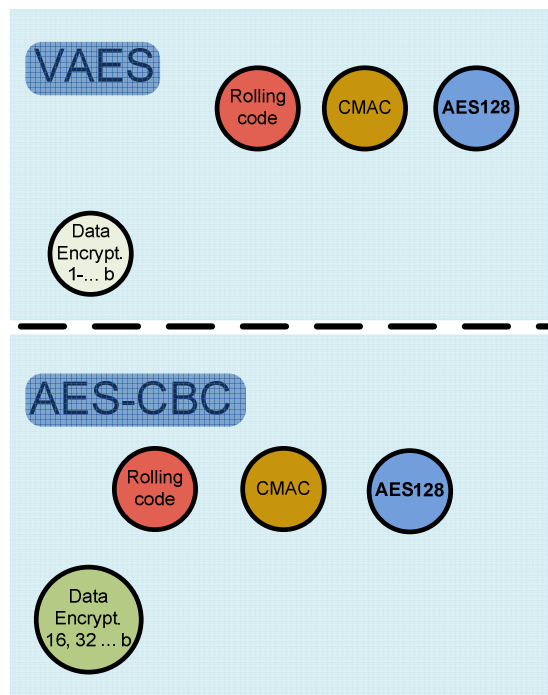 VAES
Rolling
code
CMAC
AES128
Data
Encrypt.
1-... b
AES-CBC
Rolling
code
CMAC
AES128
Data
Encrypt.
16, 32 ... b